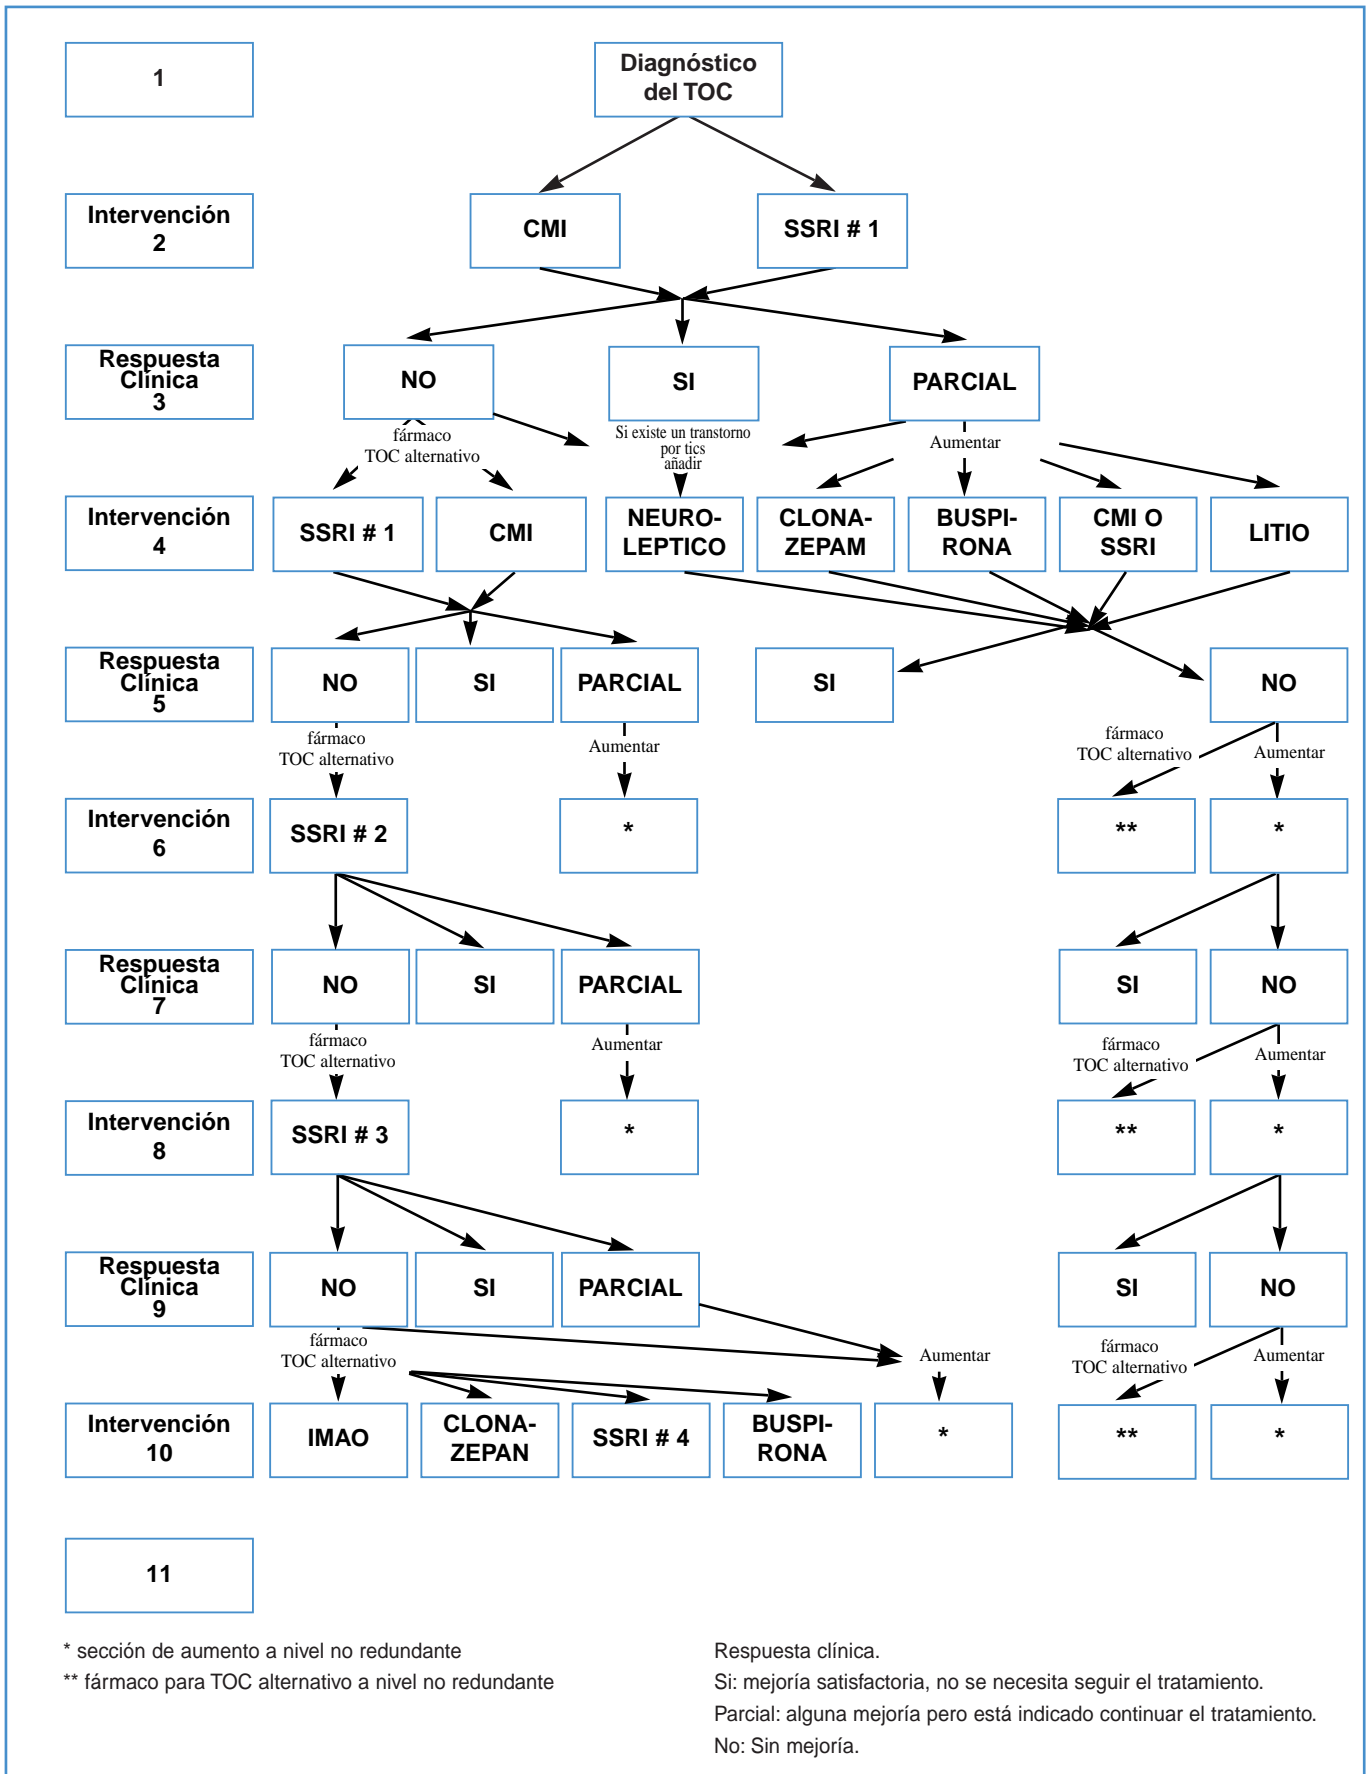 1
Diagnóstico
del TOC
Intervención
2
CMI
SSRI # 1
Respuesta
Clínica
3
NO
SI
PARCIAL
fármaco
TOC alternativo
Si existe un transtorno
por tics
añadir
Aumentar
Intervención
4
SSRI # 1
CMI
NEURO-
LEPTICO
CLONA-
ZEPAM
BUSPI-
RONA
CMI O
SSRI
LITIO
Respuesta
Clínica
5
NO
SI
PARCIAL
SI
NO
fármaco
TOC alternativo
Aumentar
fármaco
TOC alternativo
Aumentar
Intervención
6
SSRI # 2
*
**
*
Respuesta
Clínica
7
NO
SI
PARCIAL
SI
NO
fármaco
TOC alternativo
Aumentar
fármaco
TOC alternativo
Aumentar
Intervención
8
SSRI # 3
*
**
*
Respuesta
Clínica
9
NO
SI
PARCIAL
SI
NO
fármaco
TOC alternativo
Aumentar
fármaco
TOC alternativo
Aumentar
Intervención
10
IMAO
CLONA-
ZEPAN
SSRI # 4
BUSPI-
RONA
*
**
*
11
* sección de aumento a nivel no redundante
** fármaco para TOC alternativo a nivel no redundante
Respuesta clínica.
Si: mejoría satisfactoria, no se necesita seguir el tratamiento.
Parcial: alguna mejoría pero está indicado continuar el tratamiento.
No: Sin mejoría.